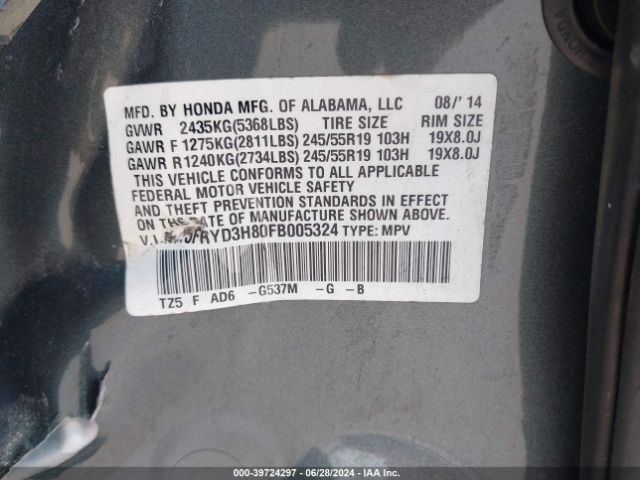 MFD. BY HONDA MFG. OF ALABAMA, LLC 08/'14
GVWR 2435KG(5368LBS) TIRE SIZE RIM SIZE
GAWR F 1275KG(2811LBS) 245/55R19 103H 19X8.0J
GAWR R 1240KG(2734LBS) 245/55R19 103H 19X8.0J
THIS VEHICLE CONFORMS TO ALL APPLICABLE
FEDERAL MOTOR VEHICLE SAFETY
AND THEFT PREVENTION STANDARDS IN EFFECT
ON THE DATE OF MANUFACTURE SHOWN ABOVE.
5FRYD3H80FB005324 TYPE: MPV
TZ5 F AD6 -G537M -G -B
000-39724297 - 06/28/2024 - IAA Inc.